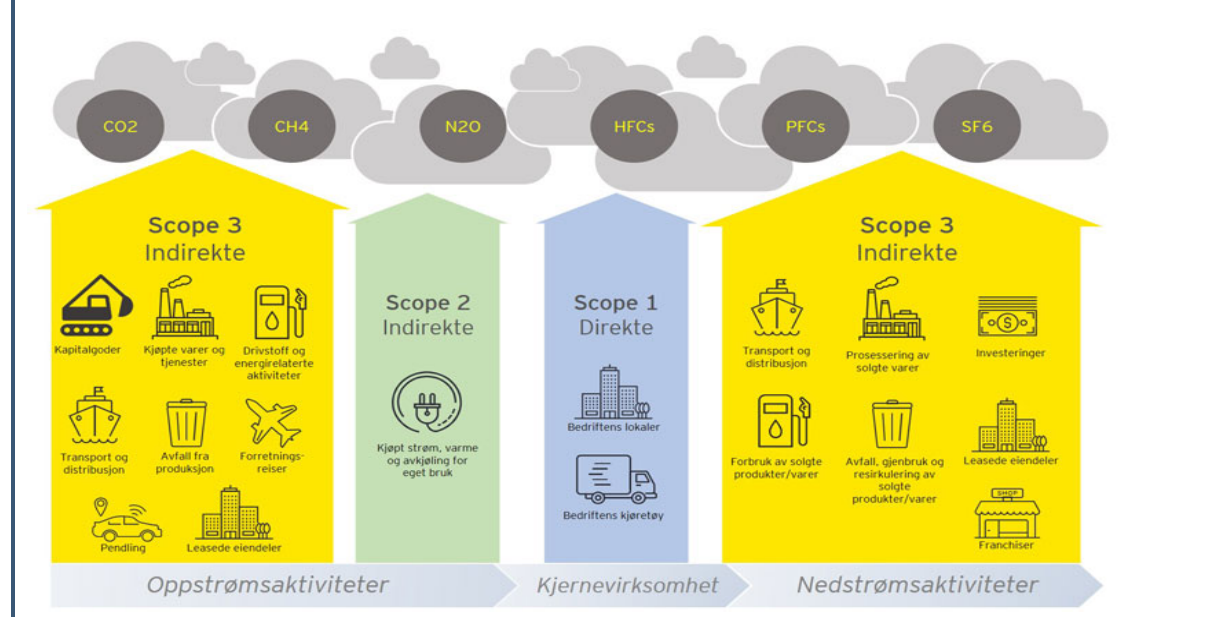 CO2
CH4
N2O
HFCs
PFCs
SF6
Scope 3
Indirekte
Kapitalgoder
Kjøpte varer og
tjenester
Drivstoff og
energirelaterte
aktiviteter
Transport og
distribusjon
Avfall fra
produksjon
Forretnings-
reiser
Pendling
Leasede eiendeler
Scope 2
Indirekte
Kjøpt strøm, varme
og avkjøling for
eget bruk
Scope 1
Direkte
Bedriftens lokaler
Bedriftens kjøretøy
Scope 3
Indirekte
Transport og
distribusjon
Prosessering av
solgte varer
Investeringer
Forbruk av solgte
produkter/varer
Avfall, gjenbruk og
resirkulering av
solgte
produkter/varer
Leasede eiendeler
SHOP
Franchiser
Oppstrømsaktiviteter
Kjernevirksomhet
Nedstrømsaktiviteter